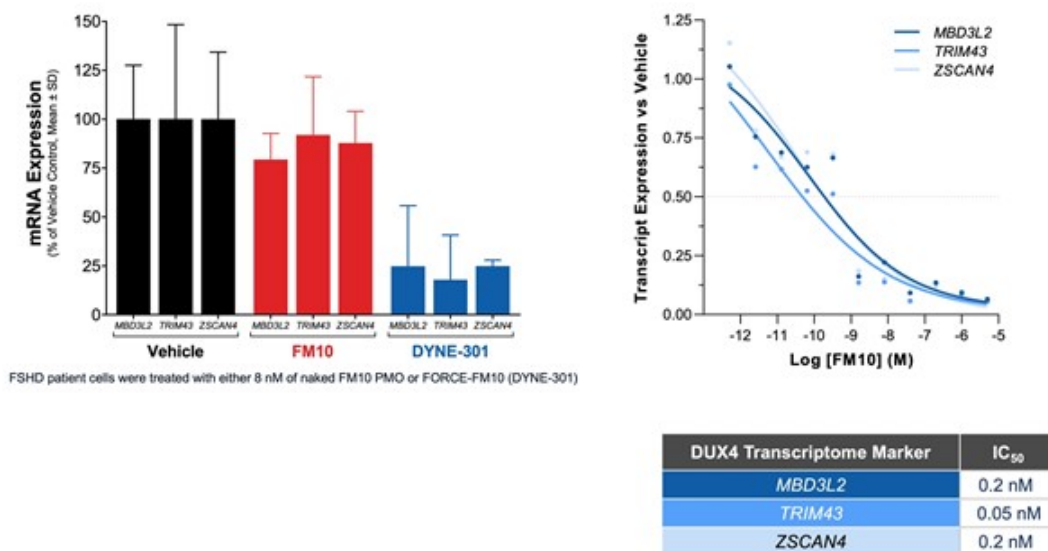 mRNA Expression
(% of Vehicle Control, Mean ± SD)
150
125
100
75
50
25
0
MBD3L2 TRIM43 ZSCAN4 MBD3L2 TRIM43 ZSCAN4 MBD3L2 TRIM43 ZSCAN4
Vehicle FM10 DYNE-301
FSHD patient cells were treated with either 8 nM of naked FM10 PMO or FORCE-FM10 (DYNE-301)
Transcript Expression vs Vehicle
1.00
0.75
0.50
0.25
0.00
MBD3L2
TRIM43
ZSCAN4
-12 -11 -10 -9 -8 -7 -6 -5
Log [FM10] (M)
DUX4 Transcriptome Marker IC50
MBD3L2 0.2 nM
TRIM43 0.05 nM
ZSCAN4 0.2 nM